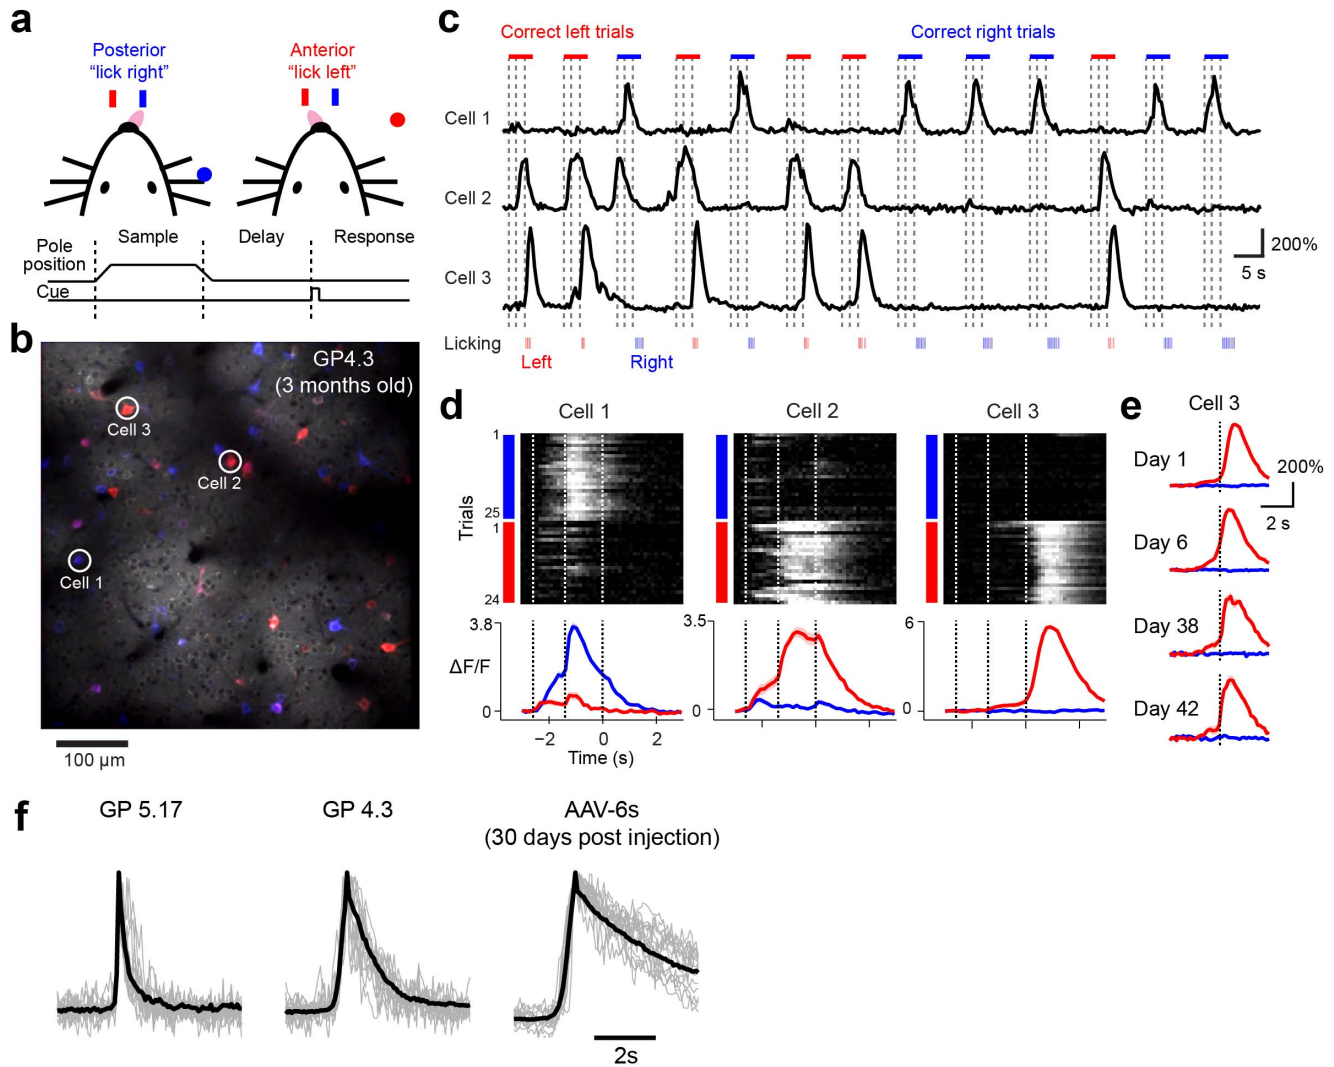 a
Posterior
"lick right"
Anterior
"lick left"
Pole
position
Sample
Delay
Response
Cue
b
GP4.3
(3 months old)
Cell 3
Cell 2
Cell 1
100 µm
c
Correct left trials
Correct right trials
Cell 1
Cell 2
Cell 3
200%
5 s
Licking
Left
Right
d
Cell 1
Cell 2
Cell 3
Trials
1
25
1
24
ΔF/F
3.8
0
3.5
0
6
0
−2
0
2
Time (s)
e
Cell 3
Day 1
200%
2 s
Day 6
Day 38
Day 42
f
GP 5.17
GP 4.3
AAV-6s
(30 days post injection)
2s